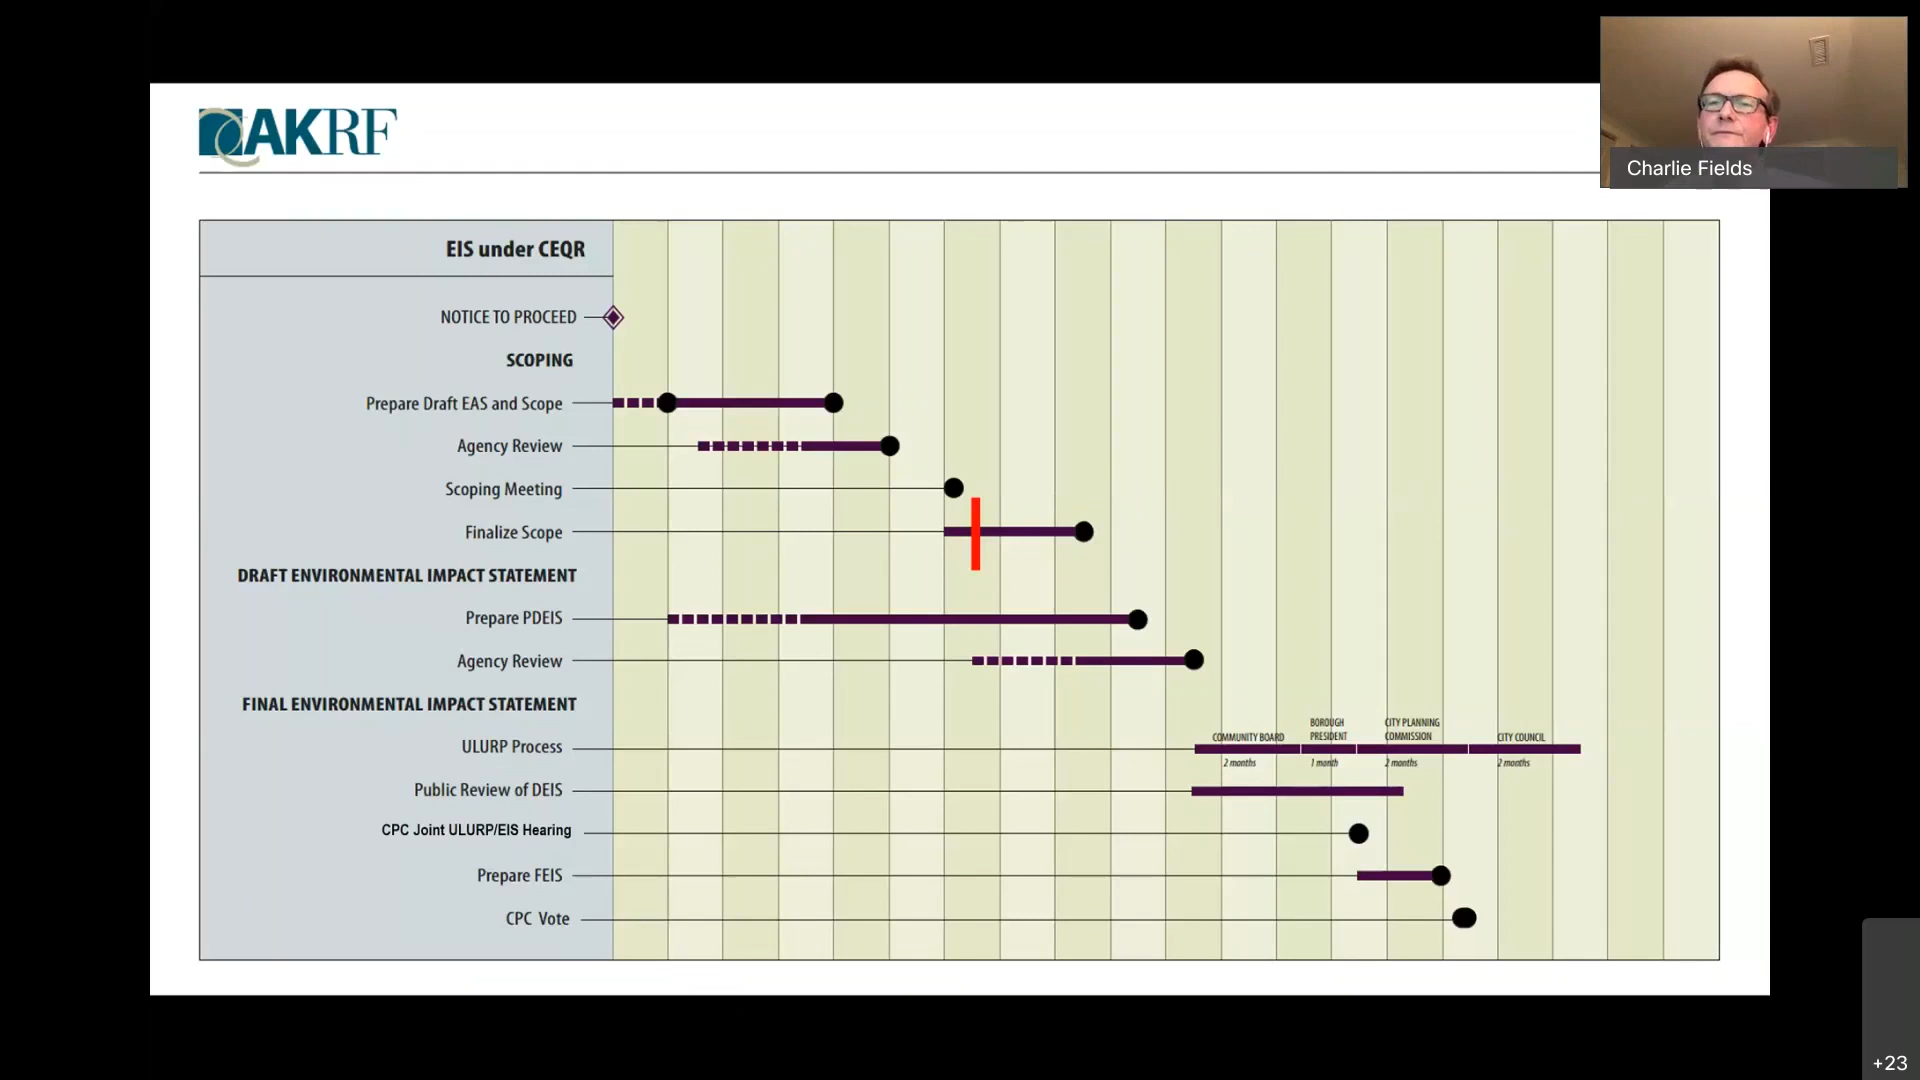 AKRF
Charlie Fields
EIS under CEQR
NOTICE TO PROCEED
SCOPING
Prepare Draft EAS and Scope
Agency Review
Scoping Meeting
Finalize Scope
DRAFT ENVIRONMENTAL IMPACT STATEMENT
Prepare PDEIS
Agency Review
FINAL ENVIRONMENTAL IMPACT STATEMENT
ULURP Process
COMMUNITY BOARD
2 months
BOROUGH
PRESIDENT
1 month
CITY PLANNING
COMMISSION
2 months
CITY COUNCIL
2 months
Public Review of DEIS
CPC Joint ULURP/EIS Hearing
Prepare FEIS
CPC Vote
+23